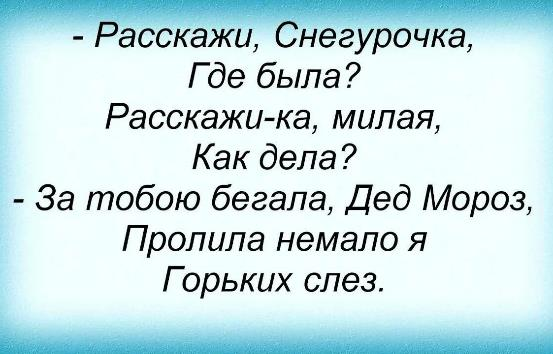 - Расскажи, Снегурочка,
Где была?
Расскажи-ка, милая,
Как дела?
- За тобою бегала, Дед Мороз,
Пролила немало я
Горьких слез.